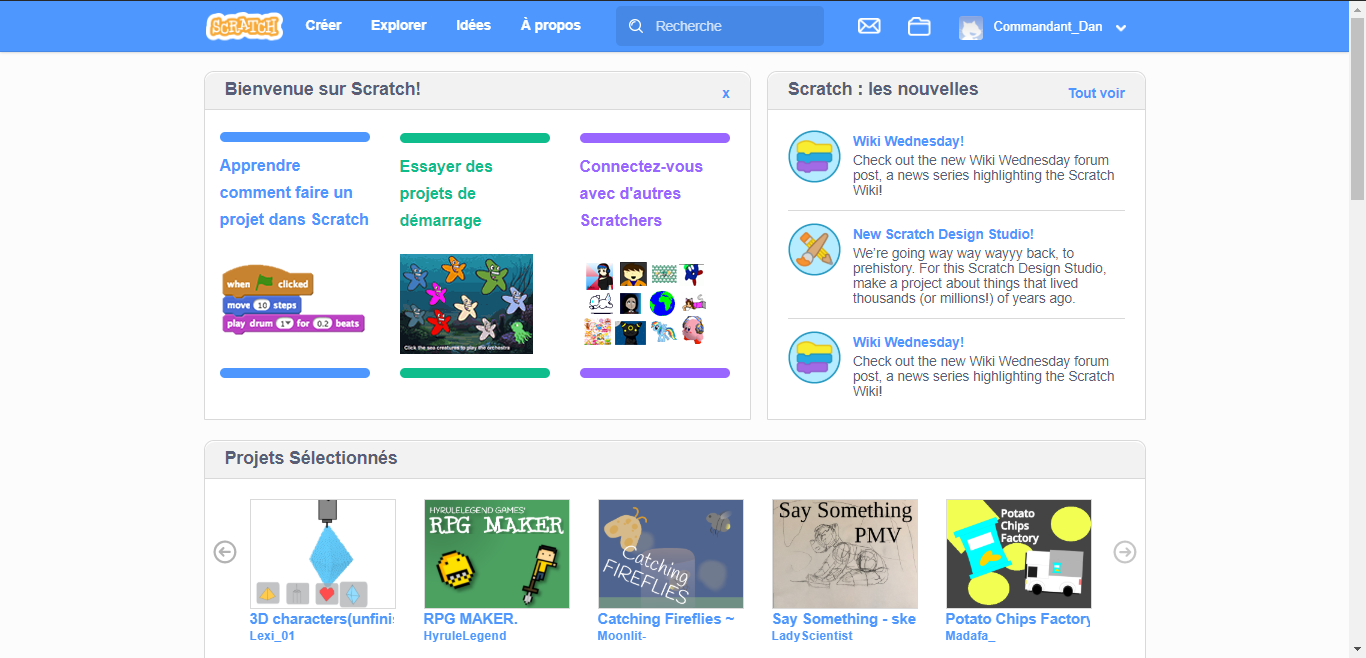 SCRATCH
Créer
Explorer
Idées
À propos
Recherche
Commandant_Dan
Bienvenue sur Scratch!
x
Apprendre
comment faire un
projet dans Scratch
when clicked
move 10 steps
play drum 1 for 0.2 beats
Essayer des
projets de
démarrage
Click the sea creatures to play the orchestra
Connectez-vous
avec d'autres
Scratchers
Scratch : les nouvelles
Tout voir
Wiki Wednesday!
Check out the new Wiki Wednesday forum
post, a news series highlighting the Scratch
Wiki!
New Scratch Design Studio!
We're going way way wayyy back, to
prehistory. For this Scratch Design Studio,
make a project about things that lived
thousands (or millions!) of years ago.
Wiki Wednesday!
Check out the new Wiki Wednesday forum
post, a news series highlighting the Scratch
Wiki!
Projets Sélectionnés
3D characters(unfinis
Lexi_01
HYRULELEGEND GAMES'
RPG MAKER
RPG MAKER.
HyruleLegend
Catching
FIREFLIES
Catching Fireflies ~
Moonlit-
Say Something
PMV
Say Something - ske
LadyScientist
Potato
Chips
Factory
Potato Chips Factory
Madafa_